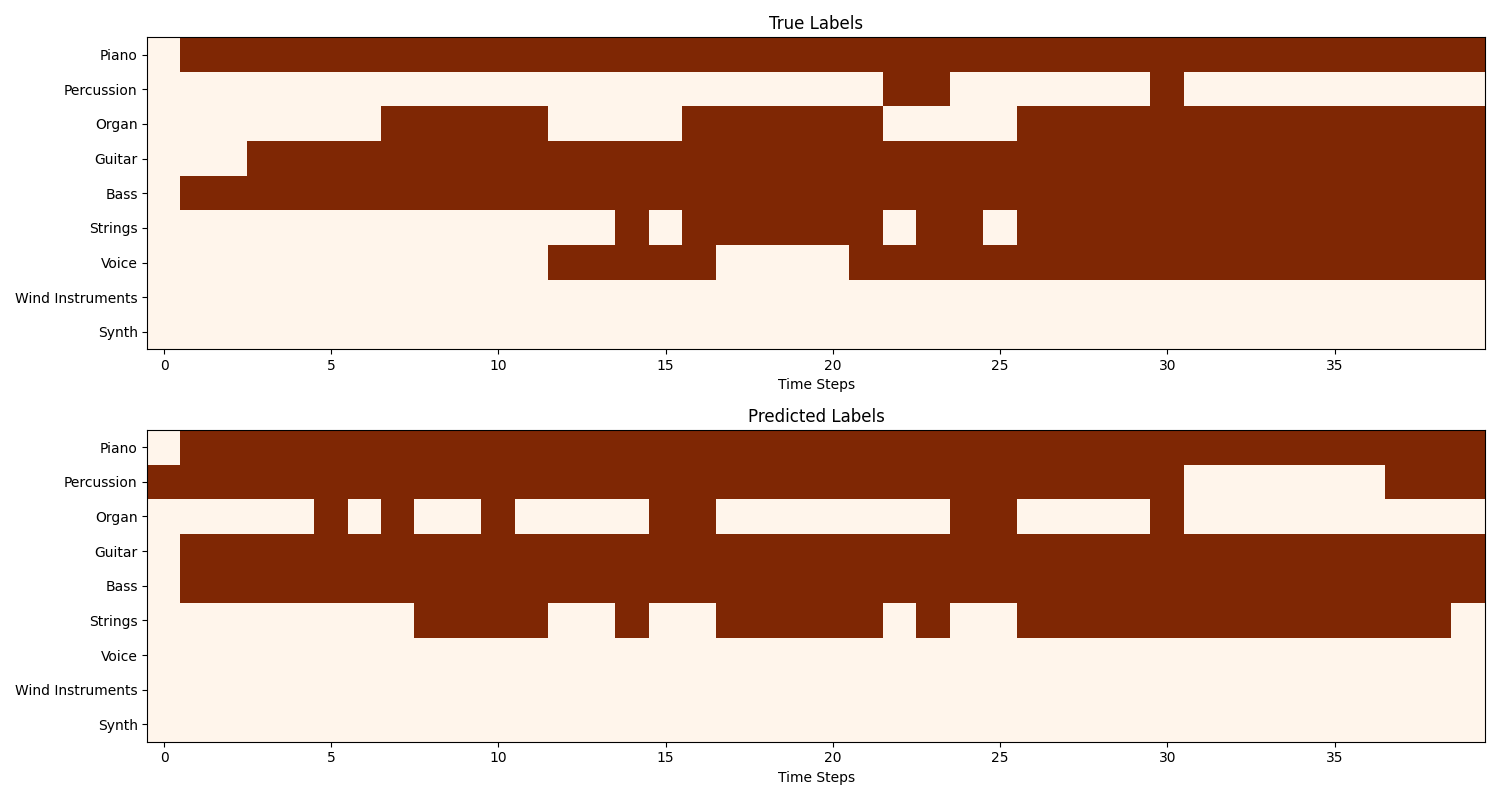 True Labels
Piano
Percussion
Organ
Guitar
Bass
Strings
Voice
Wind Instruments
Synth
0 5 10 15 20 25 30 35
Time Steps
Predicted Labels
Piano
Percussion
Organ
Guitar
Bass
Strings
Voice
Wind Instruments
Synth
0 5 10 15 20 25 30 35
Time Steps